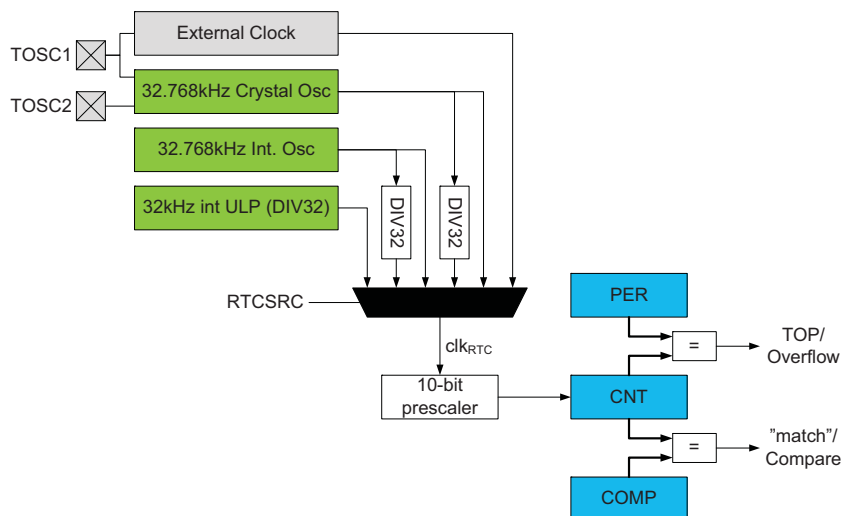 External Clock
TOSC1
32.768kHz Crystal Osc
TOSC2
32.768kHz Int. Osc
32kHz int ULP (DIV32)
DIV32
DIV32
RTCSRC
PER
TOP/
Overflow
=
clkRTC
10-bit
prescaler
CNT
”match”/
Compare
=
COMP